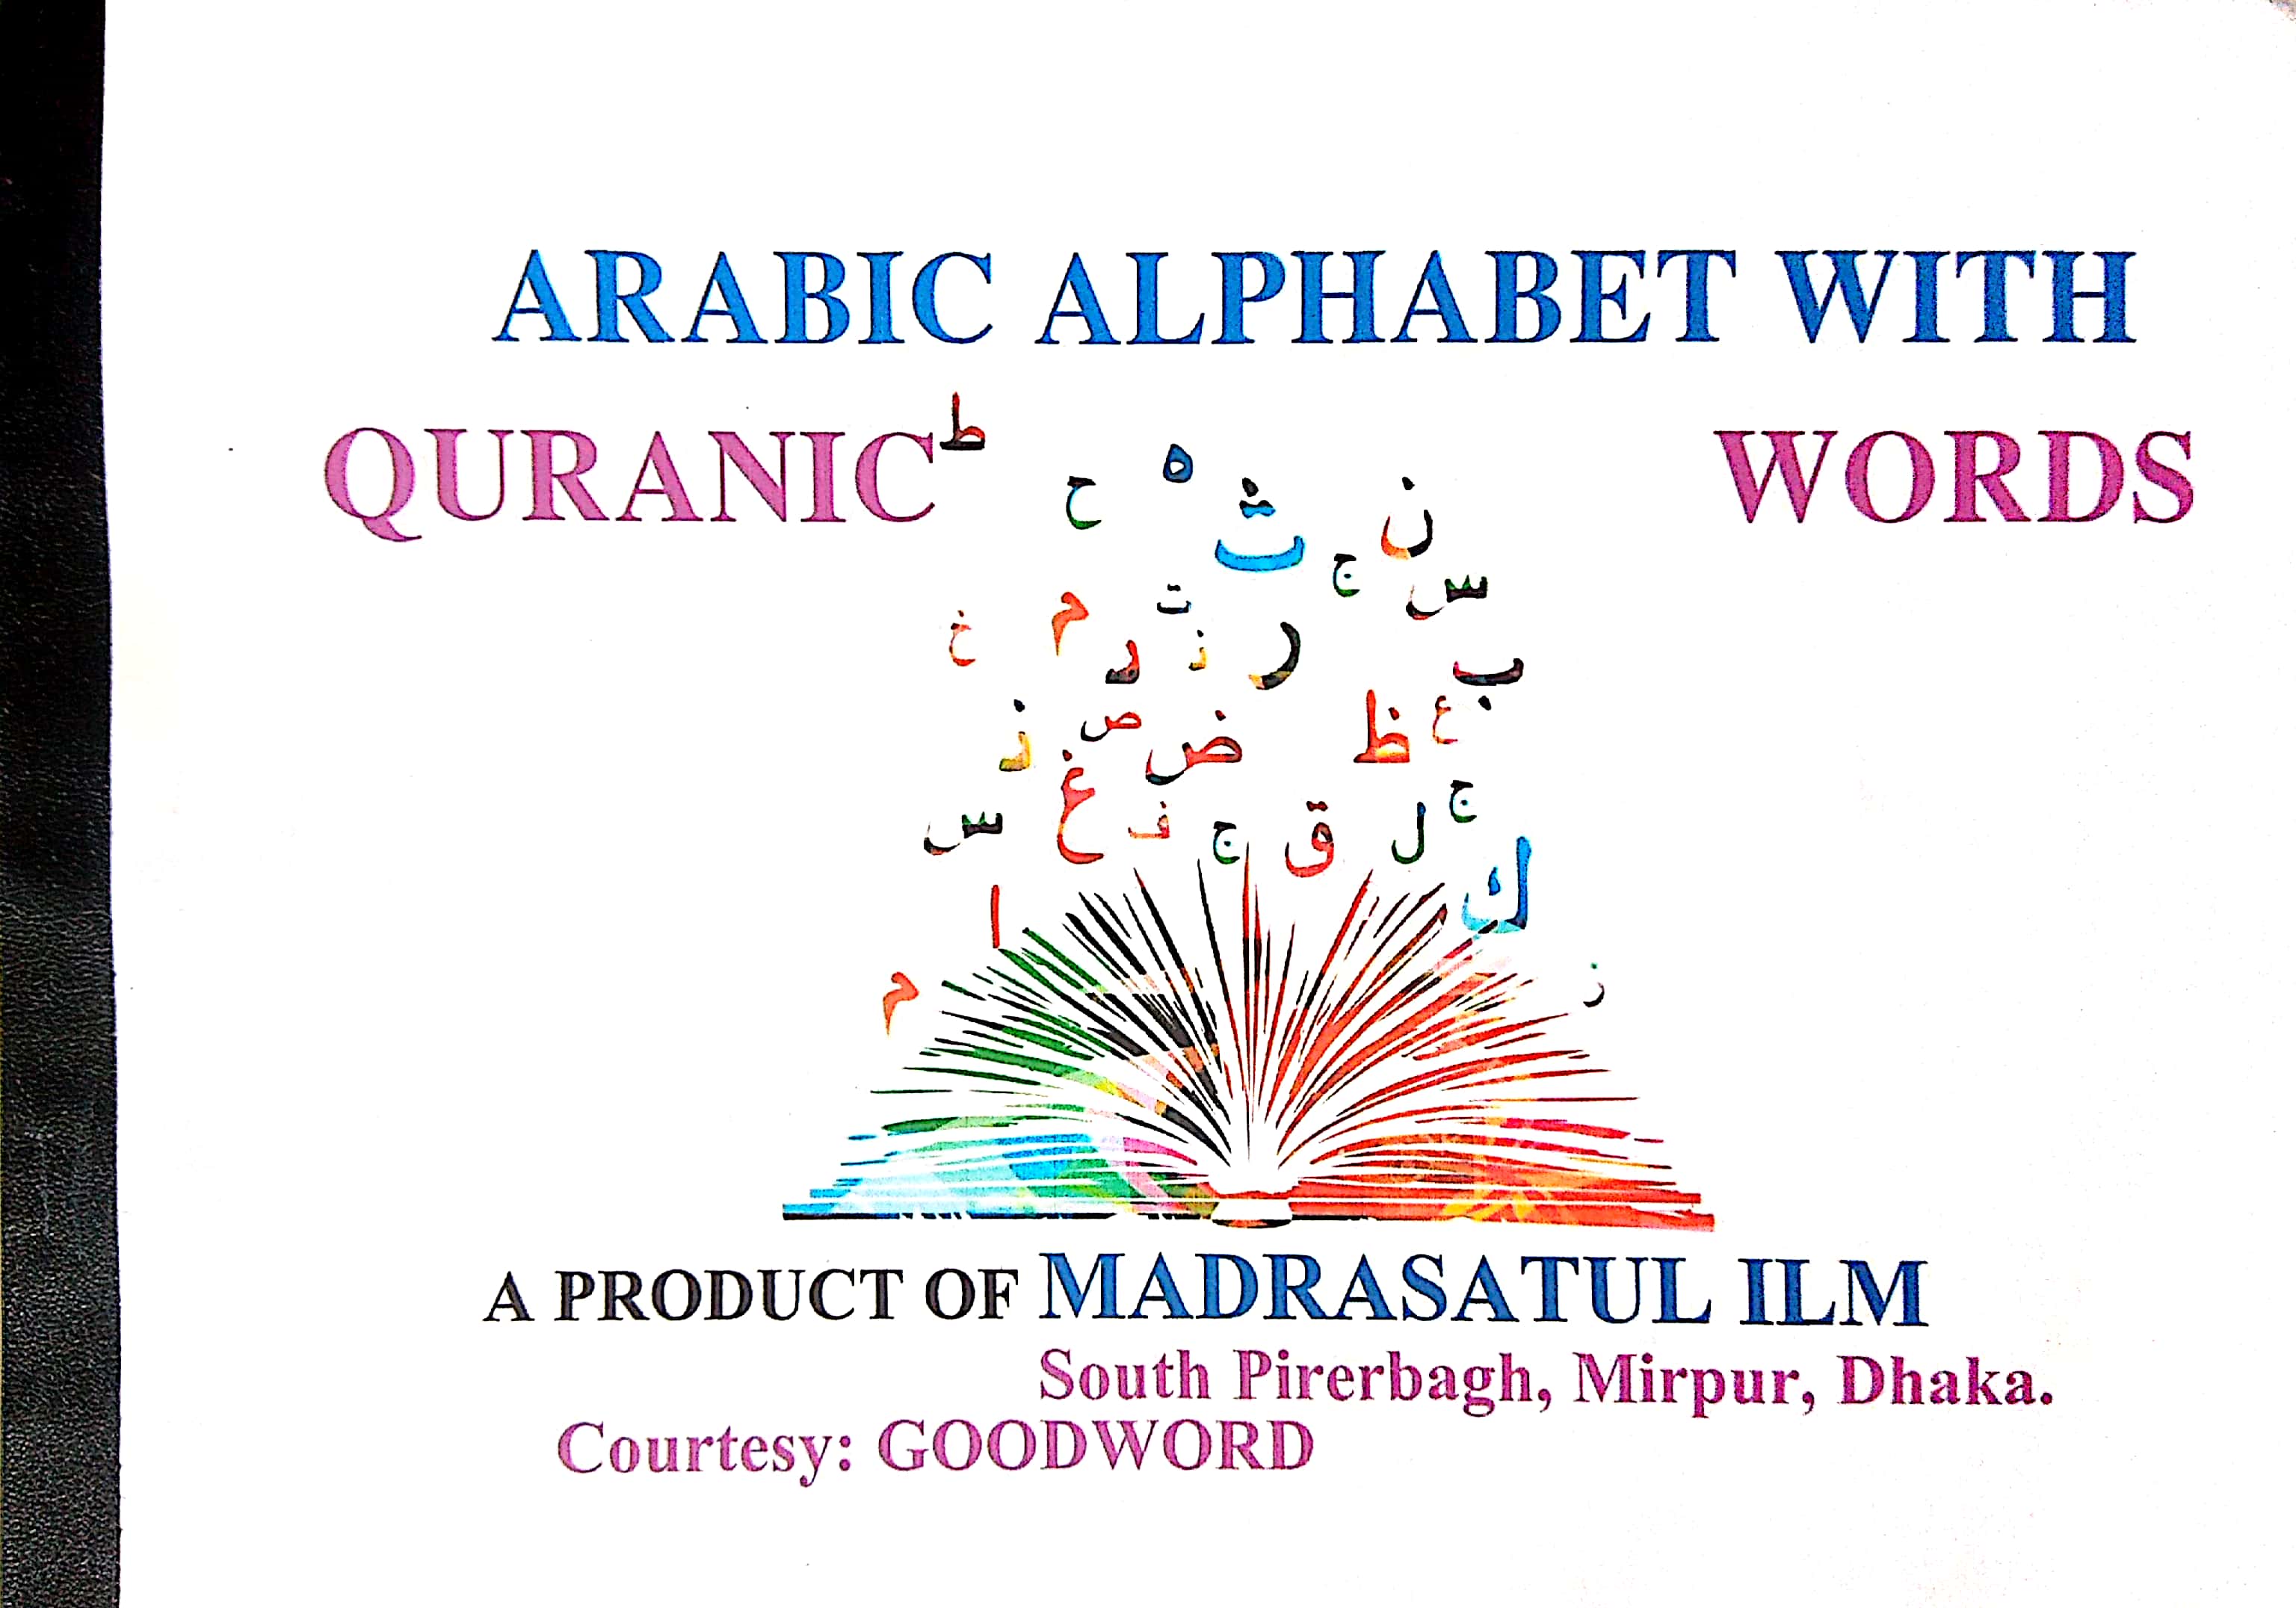 ARABIC ALPHABET WITH
QURANIC WORDS
ط
ح ه ث ن
ج س
خ م ت
د ذ ر ب
ذ ص ض ظ ع
غ ج
س ف ج ق ل ك
ا
م ز
A PRODUCT OF MADRASATUL ILM
South Pirerbagh, Mirpur, Dhaka.
Courtesy: GOODWORD